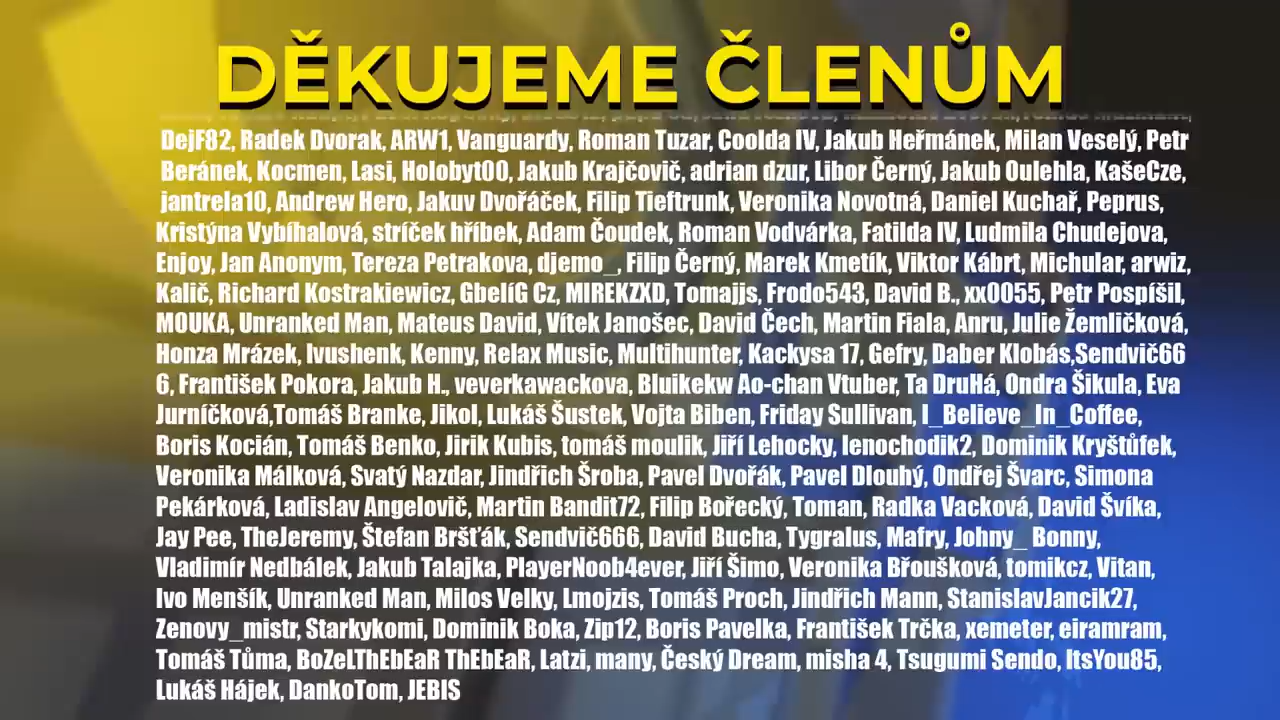 DĚKUJEME ČLENŮM
DejF82, Radek Dvorak, ARW1, Vanguardy, Roman Tuzar, Coolda IV, Jakub Heřmánek, Milan Veselý, Petr
Beránek, Kocmen, Lasi, Holobyt00, Jakub Krajčovič, adrian dzur, Libor Černý, Jakub Oulehla, KašeCze,
jantrela10, Andrew Hero, Jakuv Dvořáček, Filip Tieftrunk, Veronika Novotná, Daniel Kuchař, Peprus,
Kristýna Vybíhalová, stríček hříbek, Adam Čoudek, Roman Vodvárka, Fatilda IV, Ludmila Chudejova,
Enjoy, Jan Anonym, Tereza Petrakova, djemo_, Filip Černý, Marek Kmetík, Viktor Kábrt, Michular, arwiz,
Kalič, Richard Kostrakiewicz, GbelíG Cz, MIREKZXD, Tomajjs, Frodo543, David B., xx0055, Petr Pospíšil,
MOUKA, Unranked Man, Mateus David, Vítek Janošec, David Čech, Martin Fiala, Anru, Julie Žemličková,
Honza Mrázek, Ivushenk, Kenny, Relax Music, Multihunter, Kackysa 17, Gefry, Daber Klobás,Sendvič66
6, František Pokora, Jakub H., veverkawackova, Bluikekw Ao-chan Vtuber, Ta DruHá, Ondra Šikula, Eva
Jurníčková,Tomáš Branke, Jikol, Lukáš Šustek, Vojta Biben, Friday Sullivan, I_Believe_In_Coffee,
Boris Kocián, Tomáš Benko, Jirik Kubis, tomáš moulik, Jiří Lehocky, lenochodik2, Dominik Kryštůfek,
Veronika Málková, Svatý Nazdar, Jindřich Šroba, Pavel Dvořák, Pavel Dlouhý, Ondřej Švarc, Simona
Pekárková, Ladislav Angelovič, Martin Bandit72, Filip Bořecký, Toman, Radka Vacková, David Švíka,
Jay Pee, TheJeremy, Štefan Bršťák, Sendvič666, David Bucha, Tygralus, Mafry, Johny_ Bonny,
Vladimír Nedbálek, Jakub Talajka, PlayerNoob4ever, Jiří Šimo, Veronika Břoušková, tomikcz, Vitan,
Ivo Menšík, Unranked Man, Milos Velky, Lmojzis, Tomáš Proch, Jindřich Mann, StanislavJancik27,
Zenovy_mistr, Starkykomi, Dominik Boka, Zip12, Boris Pavelka, František Trčka, xemeter, eiramram,
Tomáš Tůma, BoZeLThEbEaR ThEbEaR, Latzi, many, Český Dream, misha 4, Tsugumi Sendo, ItsYou85,
Lukáš Hájek, DankoTom, JEBIS